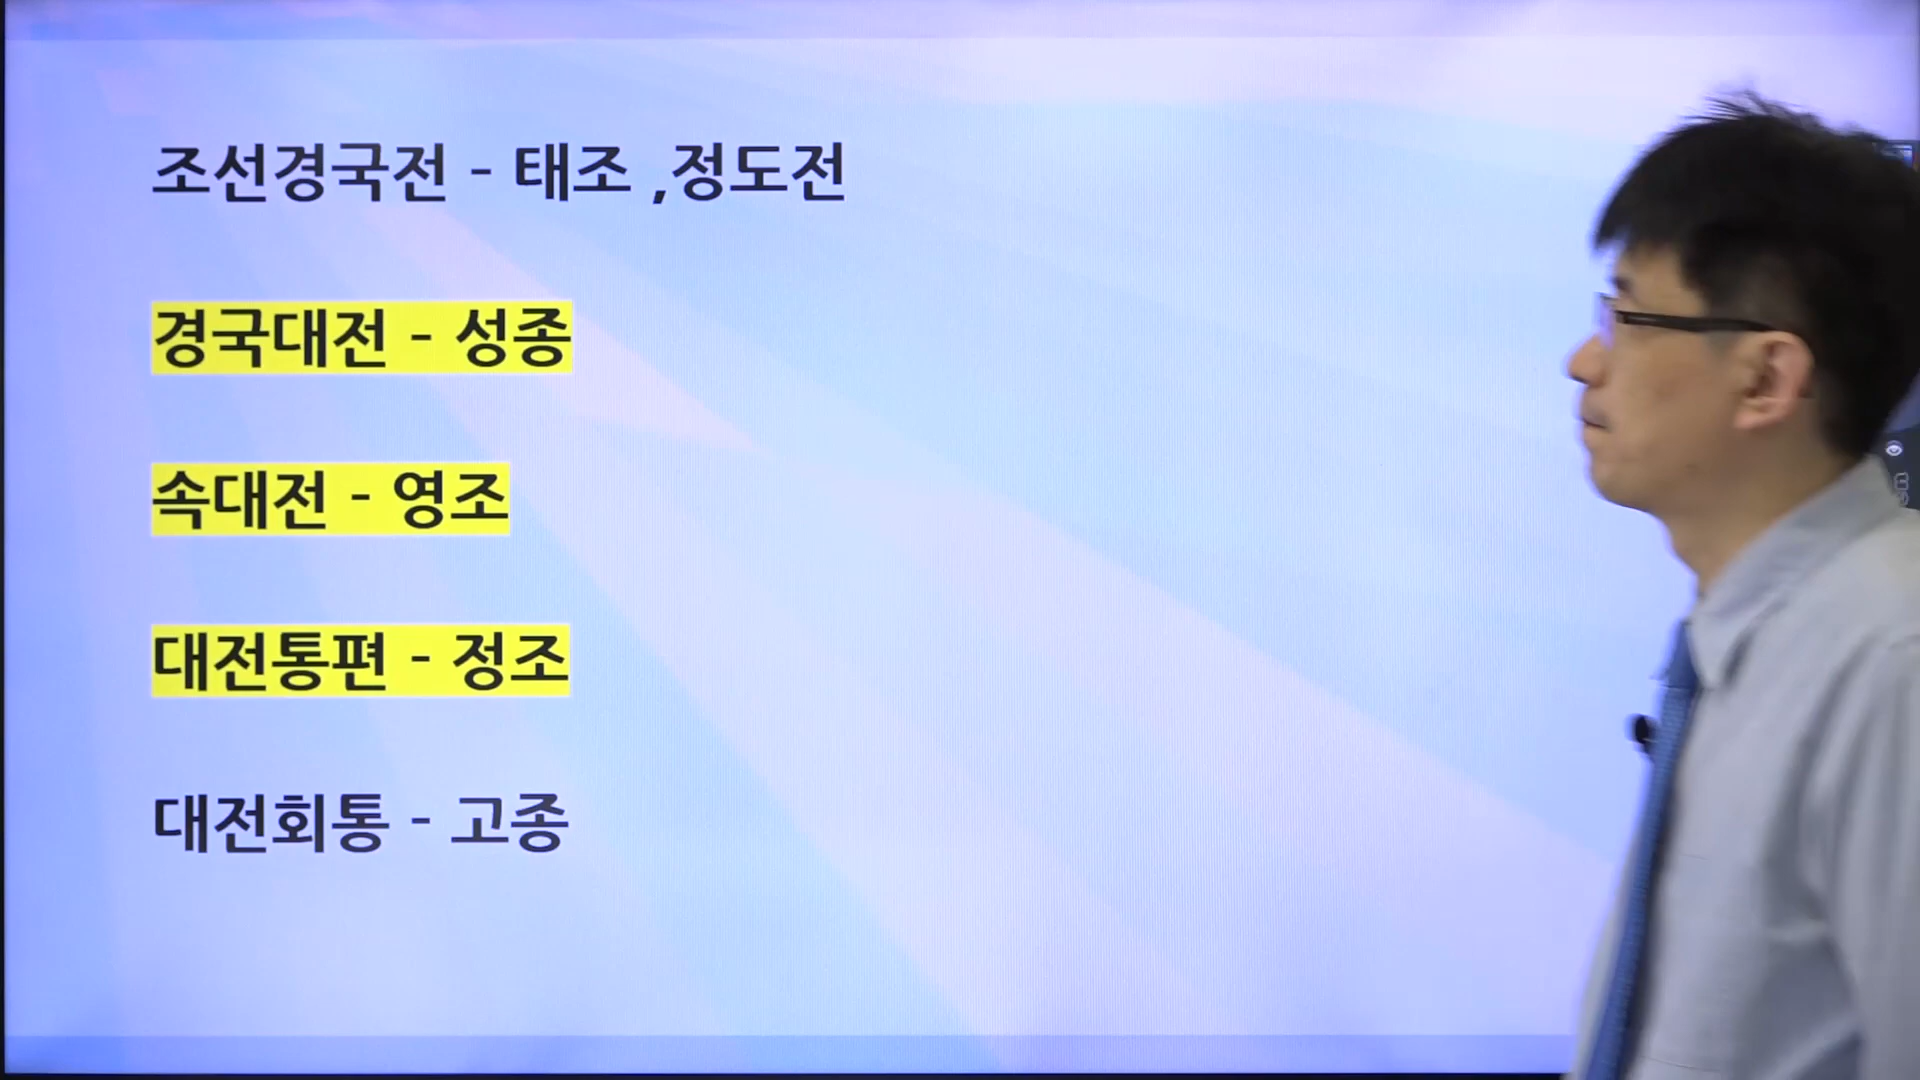 조선경국전 - 태조 ,정도전
경국대전 - 성종
속대전 - 영조
대전통편 - 정조
대전회통 - 고종